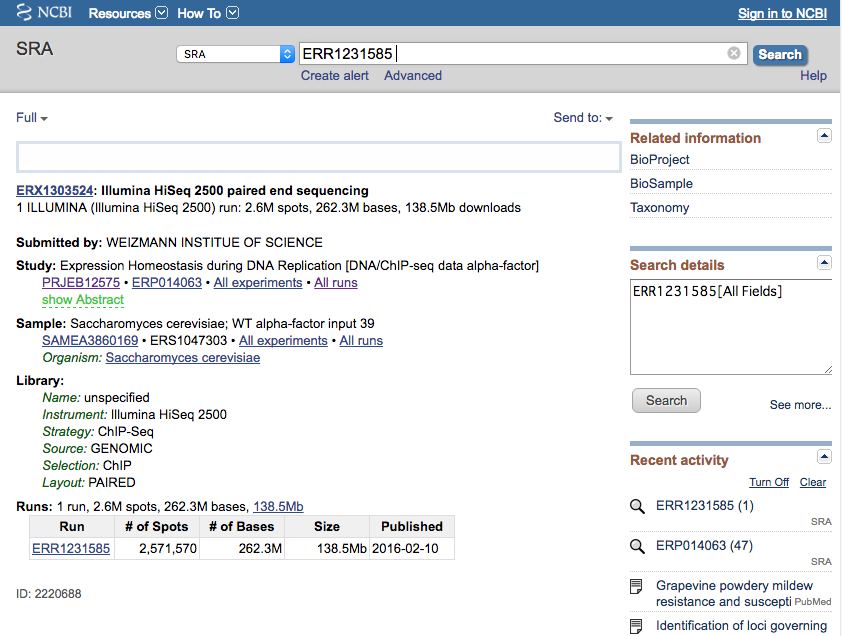 NCBI Resources How To Sign in to NCBI
SRA SRA ERR1231585 Search
Create alert Advanced Help
Full Send to:
ERX1303524: Illumina HiSeq 2500 paired end sequencing
1 ILLUMINA (Illumina HiSeq 2500) run: 2.6M spots, 262.3M bases, 138.5Mb downloads
Submitted by: WEIZMANN INSTITUE OF SCIENCE
Study: Expression Homeostasis during DNA Replication [DNA/ChIP-seq data alpha-factor]
PRJEB12575 • ERP014063 • All experiments • All runs
show Abstract
Sample: Saccharomyces cerevisiae; WT alpha-factor input 39
SAMEA3860169 • ERS1047303 • All experiments • All runs
Organism: Saccharomyces cerevisiae
Library:
Name: unspecified
Instrument: Illumina HiSeq 2500
Strategy: ChIP-Seq
Source: GENOMIC
Selection: ChIP
Layout: PAIRED
Runs: 1 run, 2.6M spots, 262.3M bases, 138.5Mb
Run # of Spots # of Bases Size Published
ERR1231585 2,571,570 262.3M 138.5Mb 2016-02-10
ID: 2220688
Related information
BioProject
BioSample
Taxonomy
Search details
ERR1231585[All Fields]
Search See more...
Recent activity
Turn Off Clear
ERR1231585 (1)
SRA
ERP014063 (47)
SRA
Grapevine powdery mildew
resistance and suscepti PubMed
Identification of loci governing